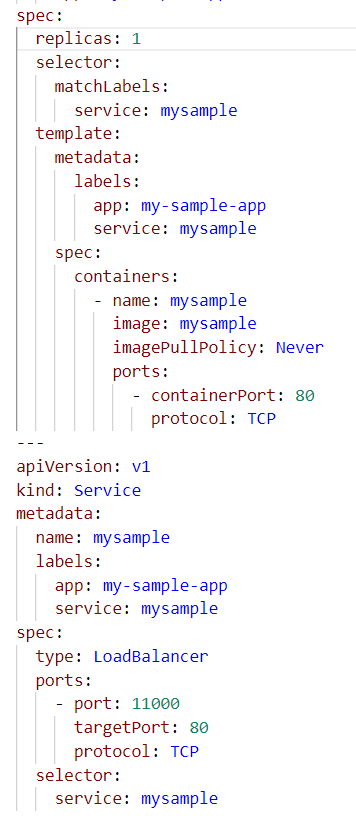 spec:
  replicas: 1
  selector:
    matchLabels:
      service: mysample
  template:
    metadata:
      labels:
        app: my-sample-app
        service: mysample
    spec:
      containers:
        - name: mysample
          image: mysample
          imagePullPolicy: Never
          ports:
            - containerPort: 80
              protocol: TCP
---
apiVersion: v1
kind: Service
metadata:
  name: mysample
  labels:
    app: my-sample-app
    service: mysample
spec:
  type: LoadBalancer
  ports:
    - port: 11000
      targetPort: 80
      protocol: TCP
  selector:
    service: mysample